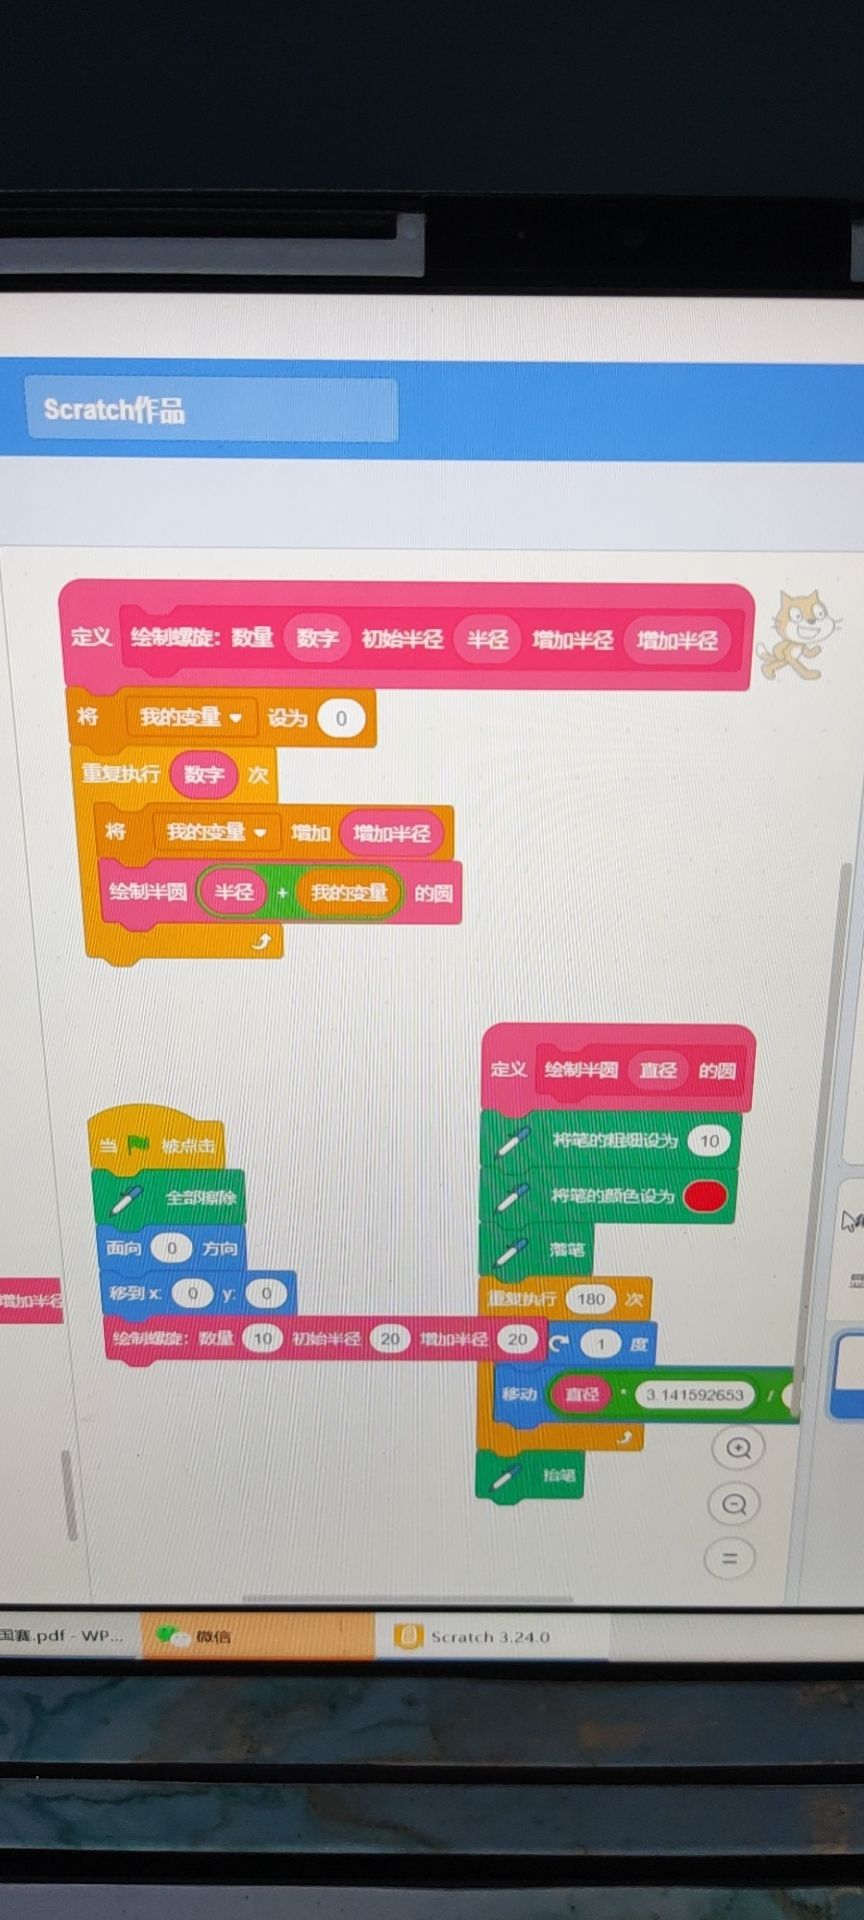 Scratch作品
定义 绘制螺旋：数量 数字 初始半径 半径 增加半径 增加半径
将 我的变量 设为 0
重复执行 数字 次
将 我的变量 增加 增加半径
绘制半圆 半径 + 我的变量 的圆
定义 绘制半圆 直径 的圆
将笔的粗细设为 10
将笔的颜色设为
落笔
重复执行 180 次
1 度
移动 直径 * 3.141592653 /
抬笔
当 被点击
全部擦除
面向 0 方向
移到 x: 0 y: 0
绘制螺旋：数量 10 初始半径 20 增加半径 20
增加半径
=
国赛.pdf - WP...
微信
Scratch 3.24.0